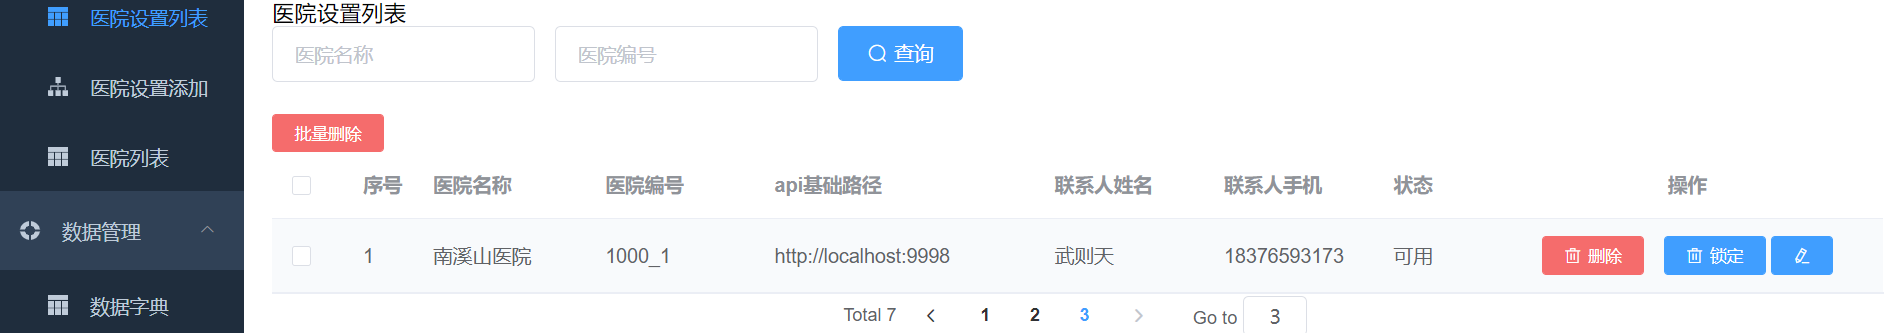 医院设置列表
医院设置添加
医院列表
数据管理
数据字典
医院设置列表
医院名称 医院编号 查询
批量删除
序号 医院名称 医院编号 api基础路径 联系人姓名 联系人手机 状态 操作
1 南溪山医院 1000_1 http://localhost:9998 武则天 18376593173 可用 删除 锁定
Total 7 1 2 3 Go to 3